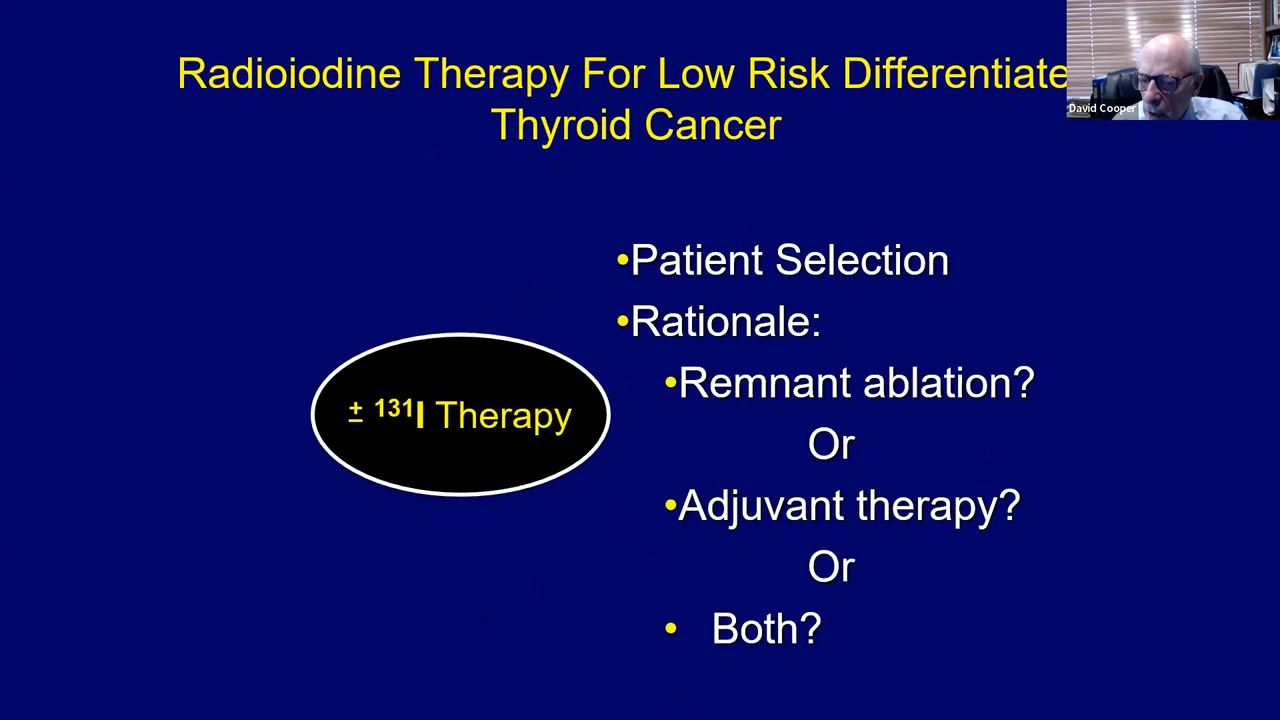 Radioiodine Therapy For Low Risk Differentiate
Thyroid Cancer
David Cooper
•Patient Selection
•Rationale:
•Remnant ablation?
± ¹³¹I Therapy
Or
•Adjuvant therapy?
Or
• Both?